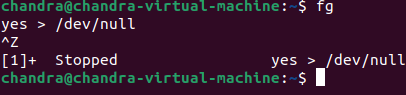 chandra@chandra-virtual-machine:~$ fg
yes > /dev/null
^Z
[1]+  Stopped                 yes > /dev/null
chandra@chandra-virtual-machine:~$